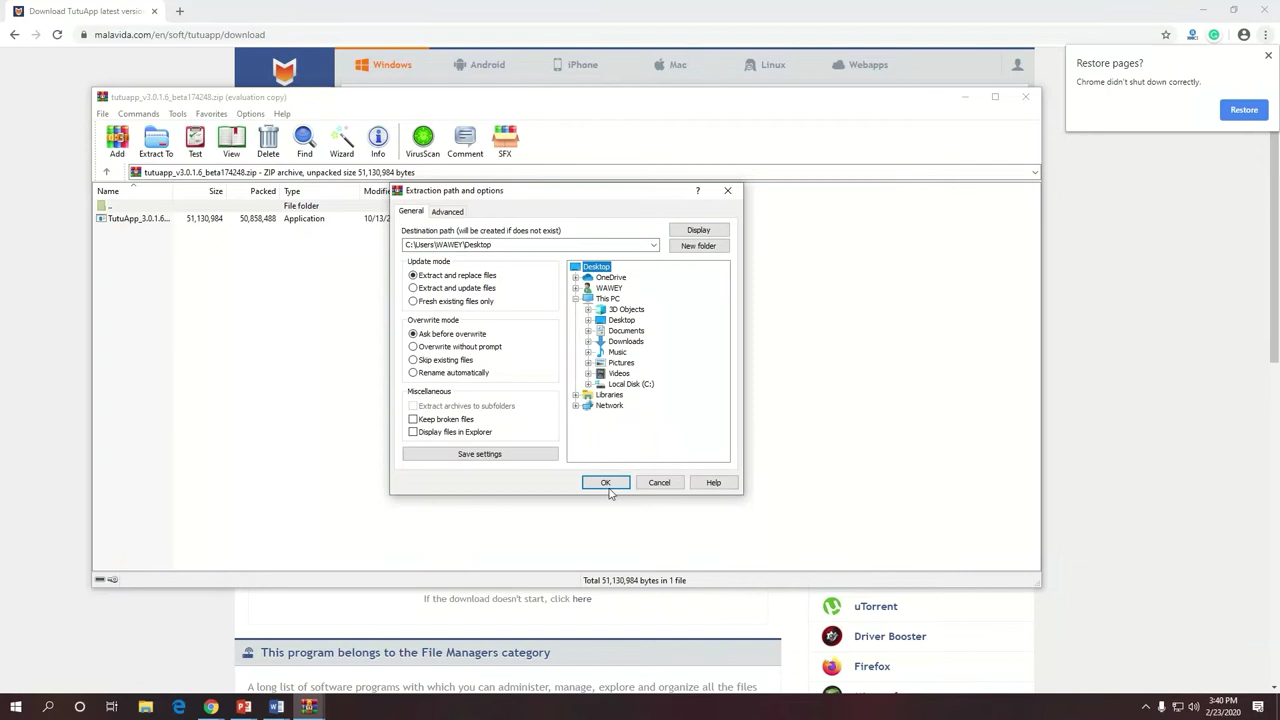 Download TutuApp latest version
malavida.com/en/soft/tutuapp/download
Windows
Android
iPhone
Mac
Linux
Webapps
Restore pages?
Chrome didn't shut down correctly.
Restore
tutuapp_v3.0.1.6_beta174248.zip (evaluation copy)
File Commands Tools Favorites Options Help
Add Extract To Test View Delete Find Wizard Info VirusScan Comment SFX
tutuapp_v3.0.1.6_beta174248.zip - ZIP archive, unpacked size 51,130,984 bytes
Name Size Packed Type Modifi
.. File folder
TutuApp_3.0.1.6... 51,130,984 50,858,488 Application 10/13/2
Extraction path and options
General Advanced
Destination path (will be created if does not exist)
C:\Users\WAWEY\Desktop
Display
New folder
Update mode
Extract and replace files
Extract and update files
Fresh existing files only
Overwrite mode
Ask before overwrite
Overwrite without prompt
Skip existing files
Rename automatically
Miscellaneous
Extract archives to subfolders
Keep broken files
Display files in Explorer
Save settings
Desktop
OneDrive
WAWEY
This PC
3D Objects
Desktop
Documents
Downloads
Music
Pictures
Videos
Local Disk (C:)
Libraries
Network
OK Cancel Help
Total 51,130,984 bytes in 1 file
If the download doesn't start, click here
This program belongs to the File Managers category
A long list of software programs with which you can administer, manage, explore and organize all the files
uTorrent
Driver Booster
Firefox
3:40 PM
2/23/2020